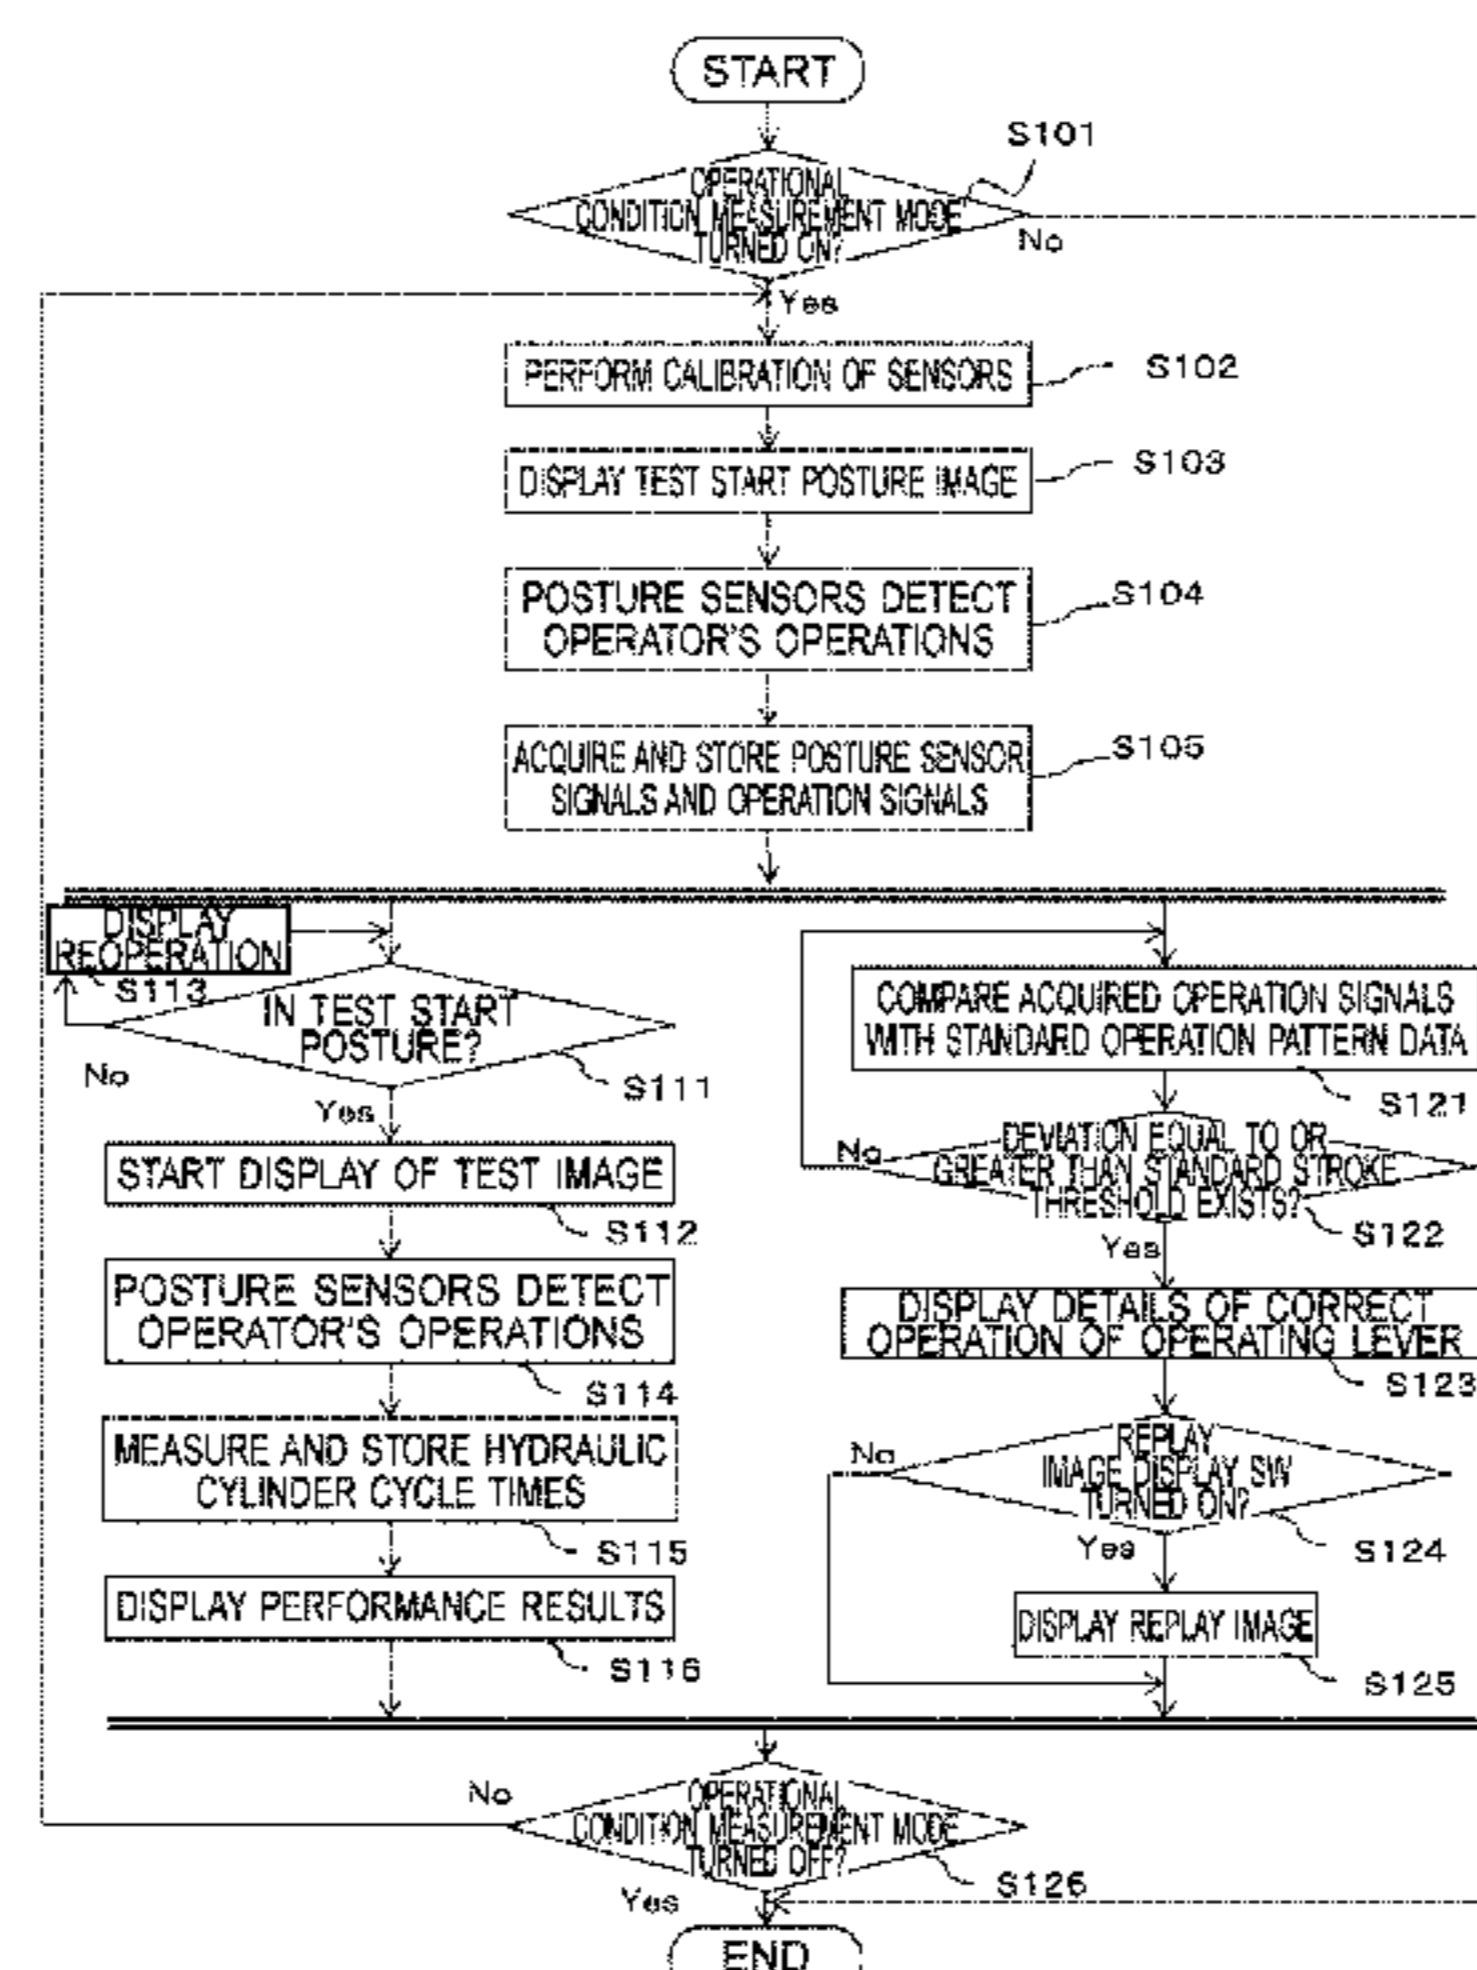 START
S101
OPERATIONAL
CONDITION MEASUREMENT MODE
TURNED ON?
No
Yes
PERFORM CALIBRATION OF SENSORS
S102
DISPLAY TEST START POSTURE IMAGE
S103
POSTURE SENSORS DETECT
OPERATOR'S OPERATIONS
S104
ACQUIRE AND STORE POSTURE SENSOR
SIGNALS AND OPERATION SIGNALS
S105
DISPLAY
REOPERATION
S113
IN TEST START
POSTURE?
No
S111
Yes
START DISPLAY OF TEST IMAGE
S112
POSTURE SENSORS DETECT
OPERATOR'S OPERATIONS
S114
MEASURE AND STORE HYDRAULIC
CYLINDER CYCLE TIMES
S115
DISPLAY PERFORMANCE RESULTS
S116
COMPARE ACQUIRED OPERATION SIGNALS
WITH STANDARD OPERATION PATTERN DATA
S121
No
DEVIATION EQUAL TO OR
GREATER THAN STANDARD STROKE
THRESHOLD EXISTS?
S122
Yes
DISPLAY DETAILS OF CORRECT
OPERATION OF OPERATING LEVER
S123
No
REPLAY
IMAGE DISPLAY SW
TURNED ON?
S124
Yes
DISPLAY REPLAY IMAGE
S125
No
OPERATIONAL
CONDITION MEASUREMENT MODE
TURNED OFF?
S126
Yes
END